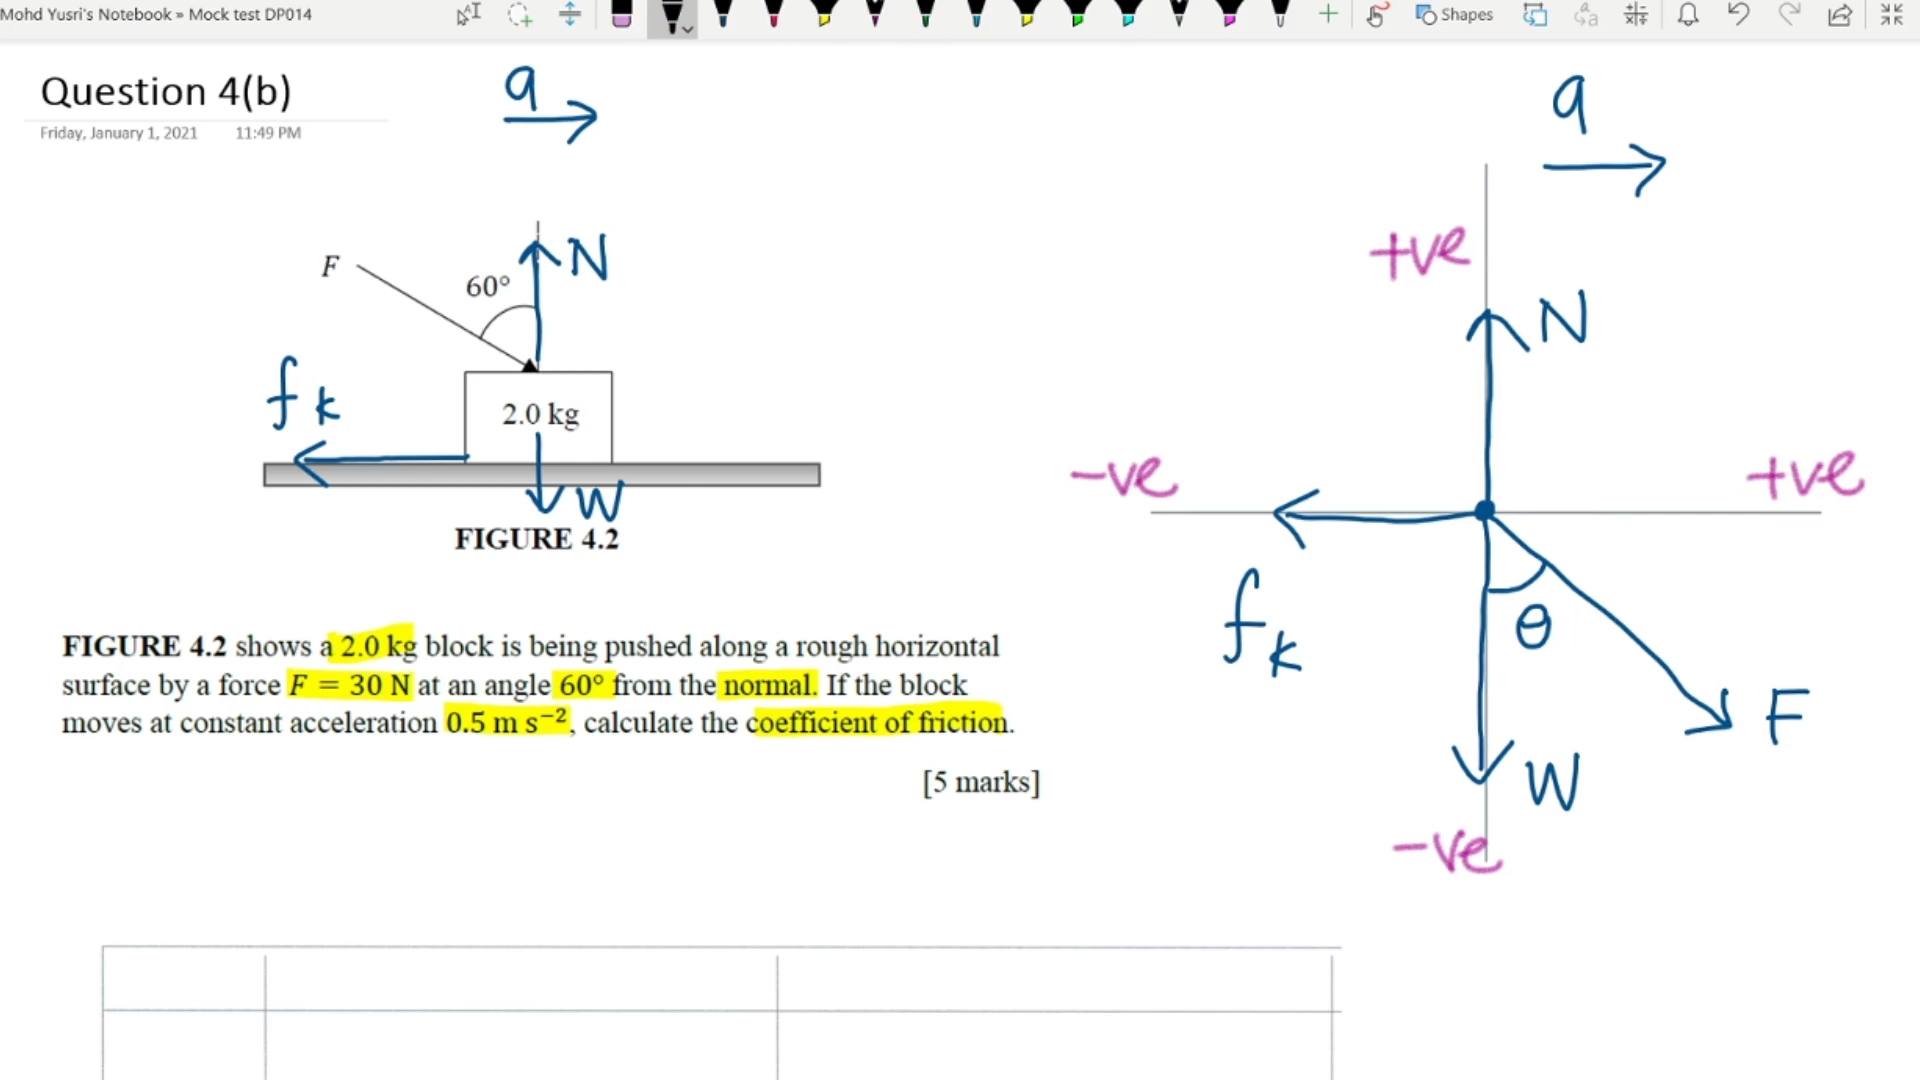 Mohd Yusri's Notebook » Mock test DP014
Shapes
Question 4(b)
Friday, January 1, 2021 11:49 PM
a
a
+ve
N
F
60°
N
fk
2.0 kg
-ve
+ve
W
FIGURE 4.2
fk
θ
FIGURE 4.2 shows a 2.0 kg block is being pushed along a rough horizontal
surface by a force F = 30 N at an angle 60° from the normal. If the block
moves at constant acceleration 0.5 m s⁻², calculate the coefficient of friction.
[5 marks]
F
W
-ve